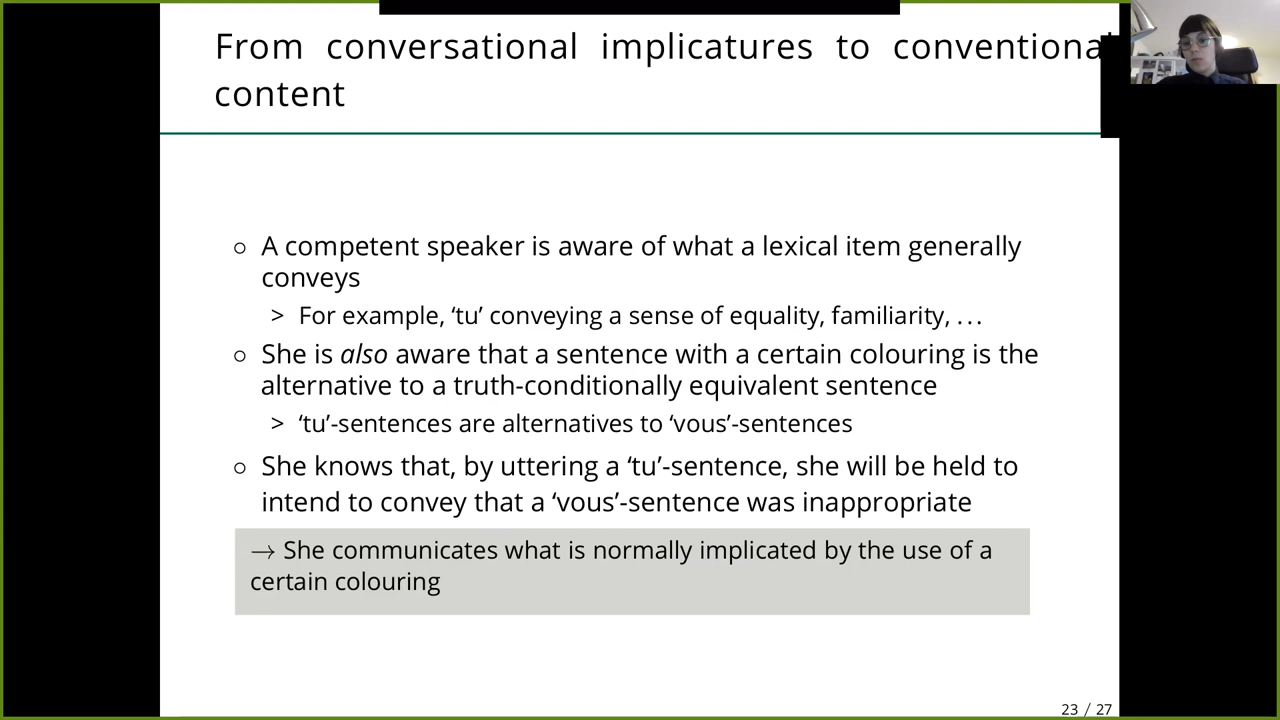 From conversational implicatures to conventional
content
○ A competent speaker is aware of what a lexical item generally
conveys
> For example, ‘tu’ conveying a sense of equality, familiarity, …
○ She is also aware that a sentence with a certain colouring is the
alternative to a truth-conditionally equivalent sentence
> ‘tu’-sentences are alternatives to ‘vous’-sentences
○ She knows that, by uttering a ‘tu’-sentence, she will be held to
intend to convey that a ‘vous’-sentence was inappropriate
→ She communicates what is normally implicated by the use of a
certain colouring
23 / 27